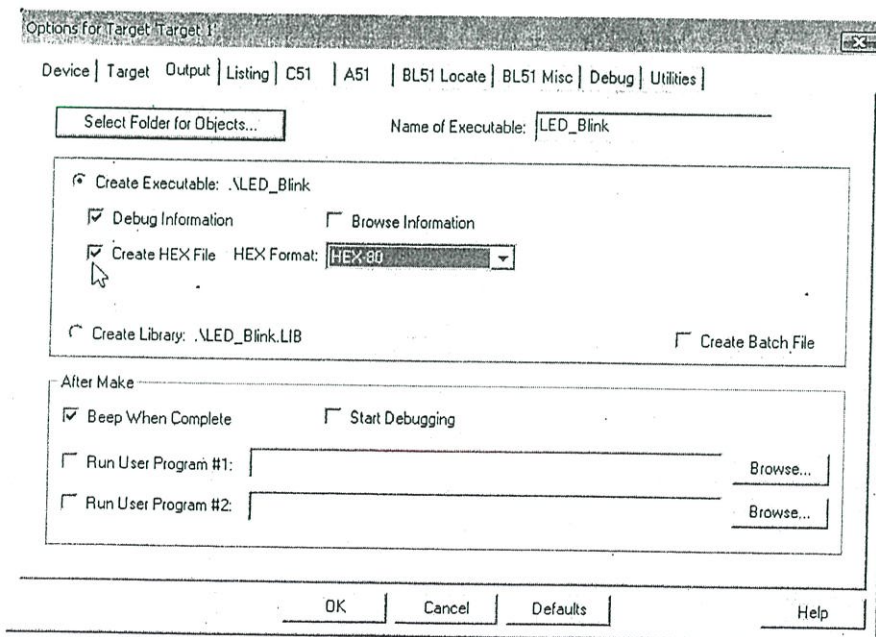 Options for Target 'Target 1'
Device Target Output Listing C51 A51 BL51 Locate BL51 Misc Debug Utilities
Select Folder for Objects... Name of Executable: LED_Blink
Create Executable: .\LED_Blink
Debug Information Browse Information
Create HEX File HEX Format: HEX-80
Create Library: .\LED_Blink.LIB Create Batch File
After Make
Beep When Complete Start Debugging
Run User Program #1: Browse...
Run User Program #2: Browse...
OK Cancel Defaults Help